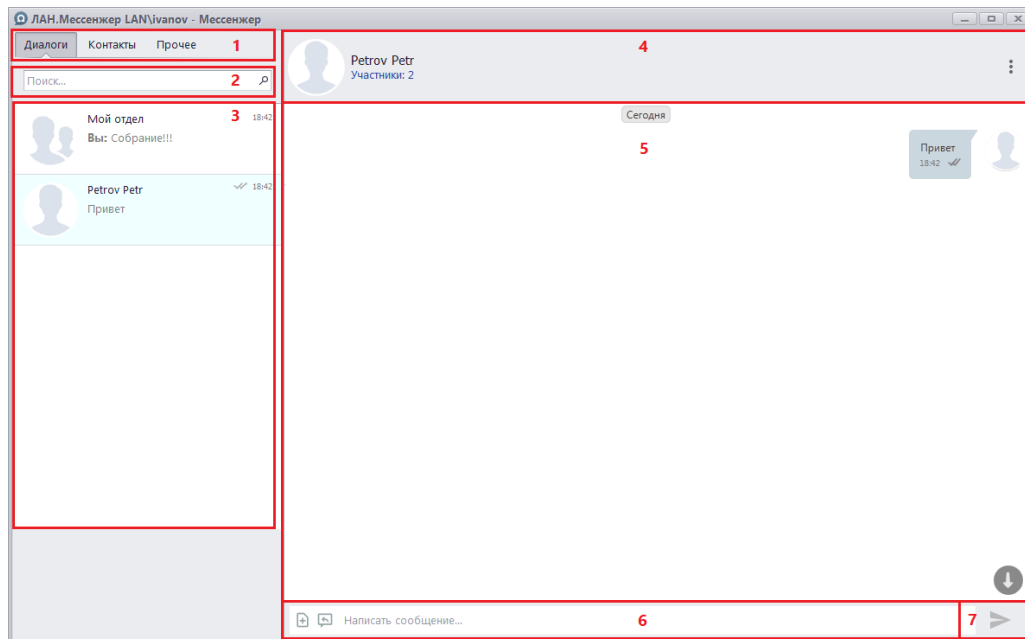 ЛАН.Мессенжер LAN\ivanov - Мессенжер
Диалоги Контакты Прочее 1
Поиск... 2
3
Мой отдел 18:42
Вы: Собрание!!!
Petrov Petr 18:42
Привет
4
Petrov Petr
Участники: 2
Сегодня
5
Привет
18:42
Написать сообщение... 6
7